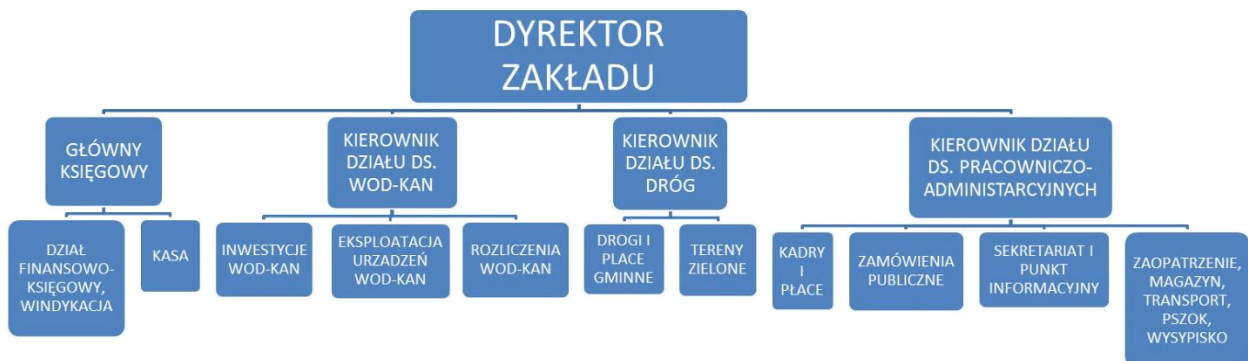 DYREKTOR
ZAKŁADU
GŁÓWNY
KSIĘGOWY
KIEROWNIK
DZIAŁU DS.
WOD-KAN
KIEROWNIK
DZIAŁU DS.
DRÓG
KIEROWNIK DZIAŁU
DS. PRACOWNICZO-
ADMINISTARCYJNYCH
DZIAŁ
FINANSOWO-
KSIĘGOWY,
WINDYKACJA
KASA
INWESTYCJE
WOD-KAN
EKSPLOATACJA
URZADZEŃ
WOD-KAN
ROZLICZENIA
WOD-KAN
DROGI I
PLACE
GMINNE
TERENY
ZIELONE
KADRY
I
PŁACE
ZAMÓWIENIA
PUBLICZNE
SEKRETARIAT I
PUNKT
INFORMACYJNY
ZAOPATRZENIE,
MAGAZYN,
TRANSPORT,
PSZOK,
WYSYPISKO